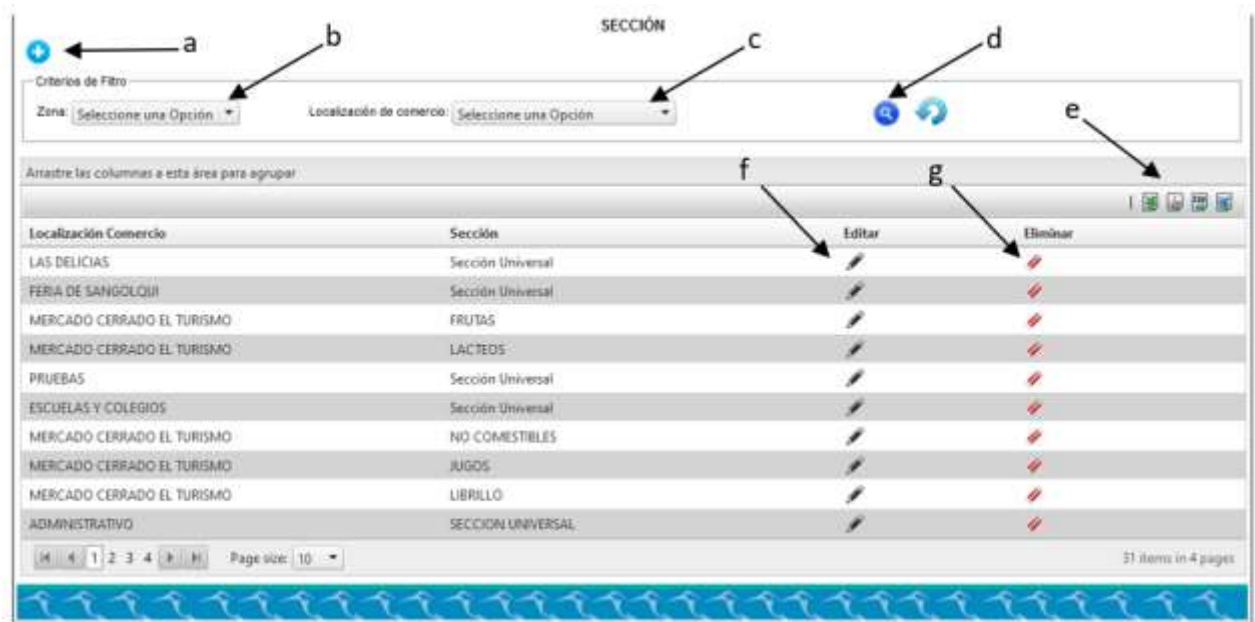 SECCIÓN
a
b
c
d
Criterios de Filtro
Zona: Seleccione una Opción
Localización de comercio: Seleccione una Opción
e
Arrastre las columnas a esta área para agrupar
f
g
Localización Comercio Sección Editar Eliminar
LAS DELICIAS Sección Universal
FERIA DE SANGOLQUI Sección Universal
MERCADO CERRADO EL TURISMO FRUTAS
MERCADO CERRADO EL TURISMO LACTEOS
PRUEBAS Sección Universal
ESCUELAS Y COLEGIOS Sección Universal
MERCADO CERRADO EL TURISMO NO COMESTIBLES
MERCADO CERRADO EL TURISMO JUGOS
MERCADO CERRADO EL TURISMO LIBRILLO
ADMINISTRATIVO SECCION UNIVERSAL
1 2 3 4 Page size: 10 31 items in 4 pages